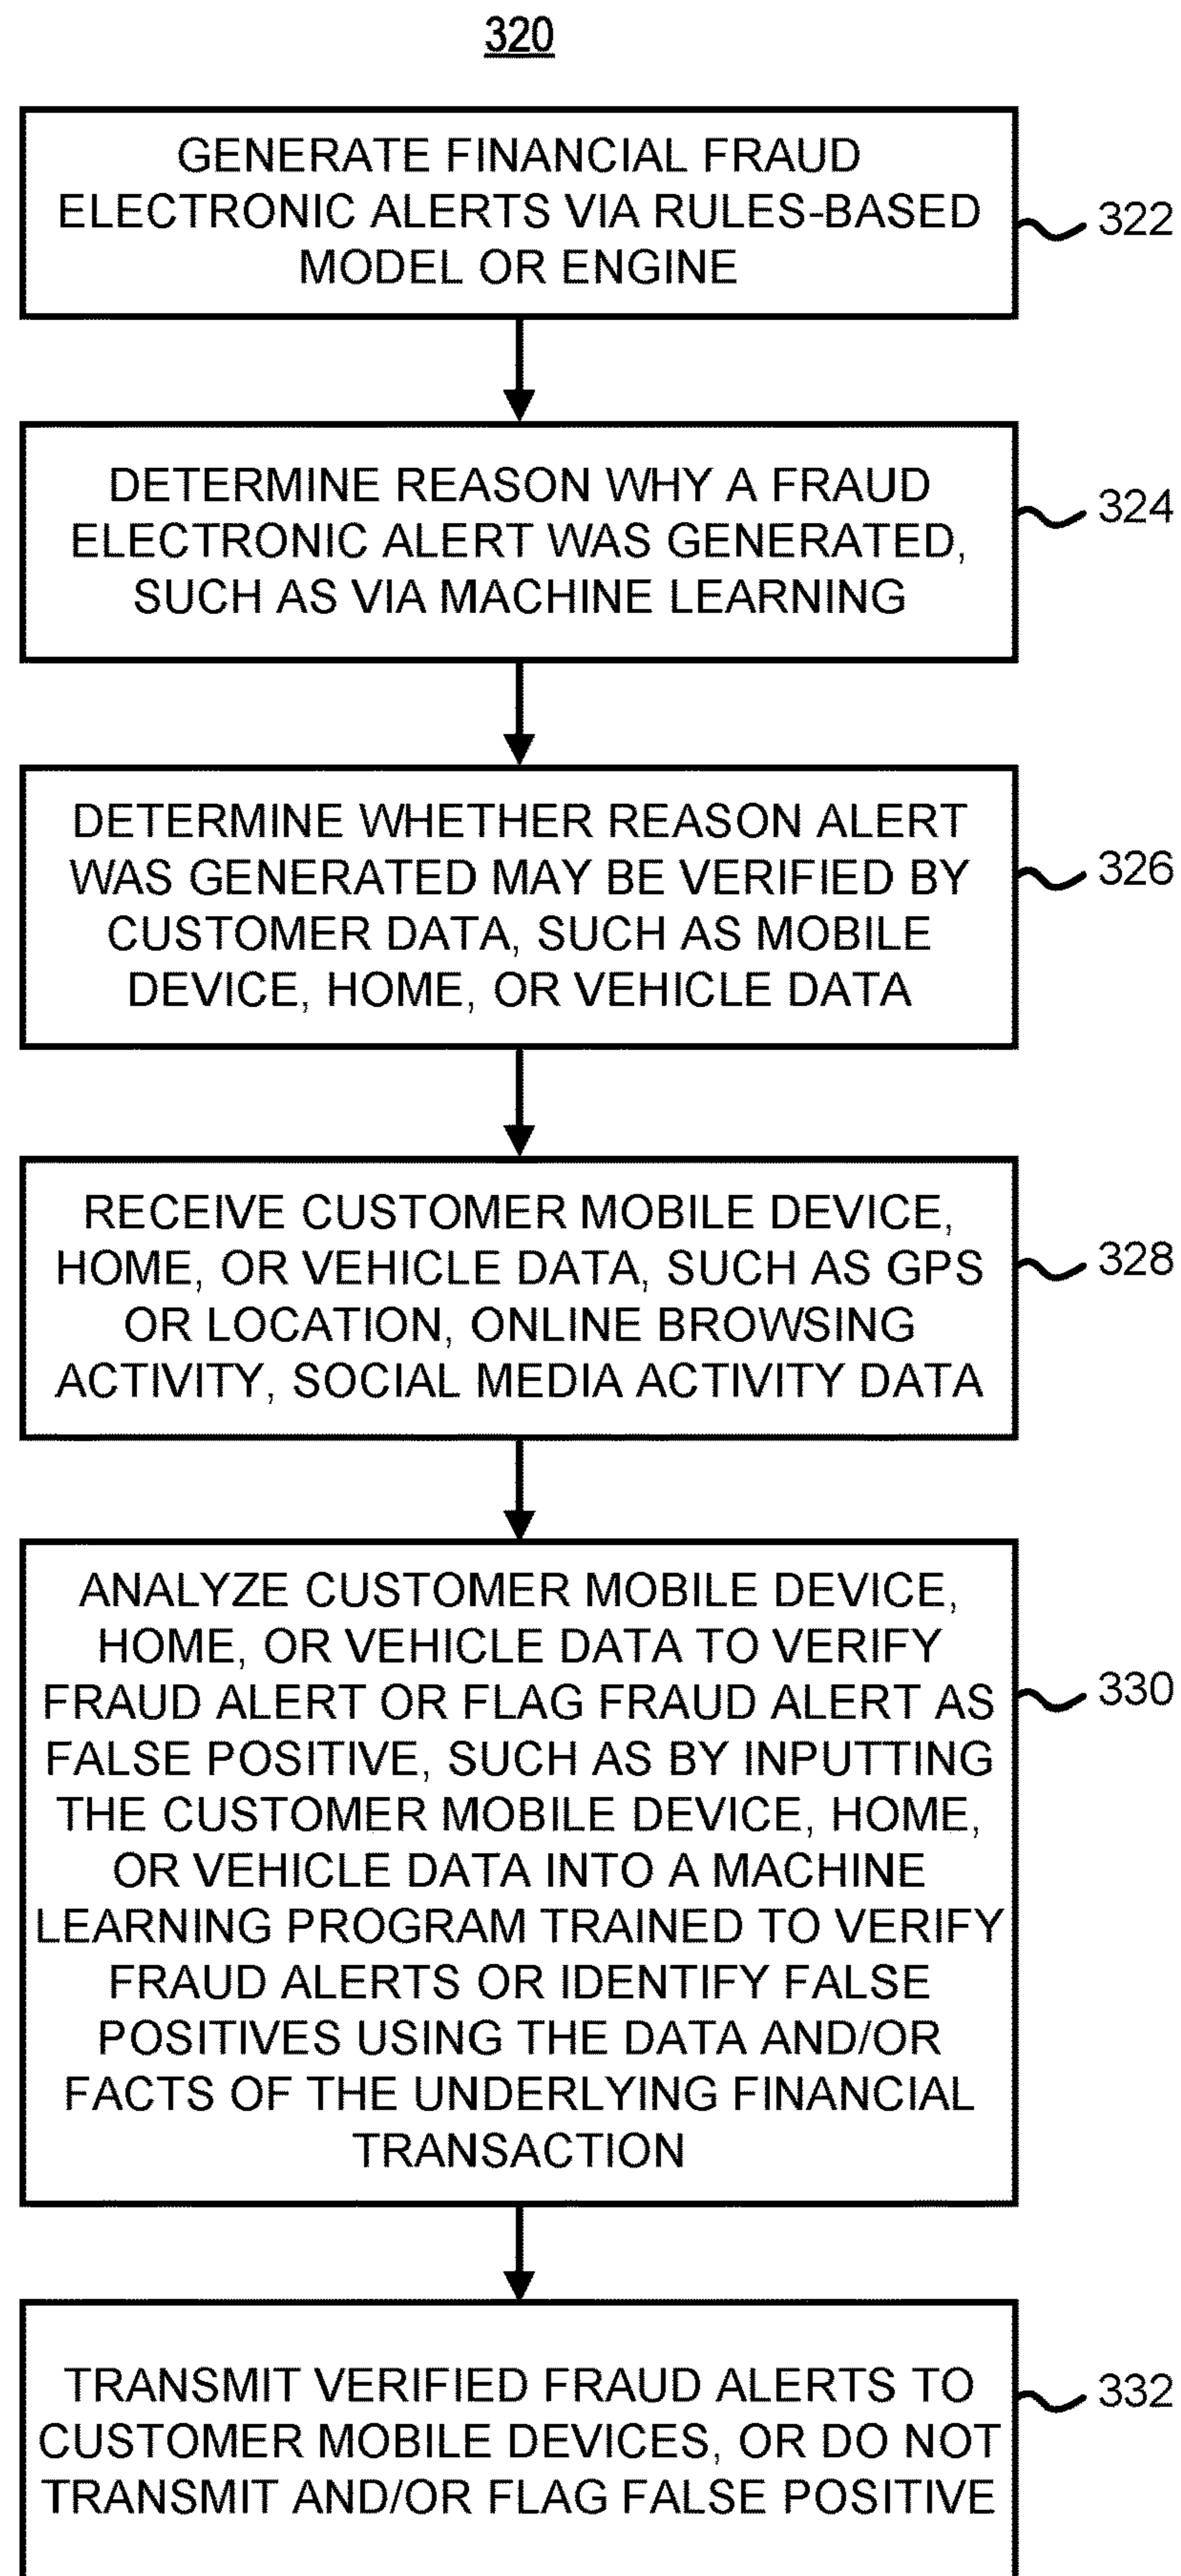 320
GENERATE FINANCIAL FRAUD
ELECTRONIC ALERTS VIA RULES-BASED
MODEL OR ENGINE
322
DETERMINE REASON WHY A FRAUD
ELECTRONIC ALERT WAS GENERATED,
SUCH AS VIA MACHINE LEARNING
324
DETERMINE WHETHER REASON ALERT
WAS GENERATED MAY BE VERIFIED BY
CUSTOMER DATA, SUCH AS MOBILE
DEVICE, HOME, OR VEHICLE DATA
326
RECEIVE CUSTOMER MOBILE DEVICE,
HOME, OR VEHICLE DATA, SUCH AS GPS
OR LOCATION, ONLINE BROWSING
ACTIVITY, SOCIAL MEDIA ACTIVITY DATA
328
ANALYZE CUSTOMER MOBILE DEVICE,
HOME, OR VEHICLE DATA TO VERIFY
FRAUD ALERT OR FLAG FRAUD ALERT AS
FALSE POSITIVE, SUCH AS BY INPUTTING
THE CUSTOMER MOBILE DEVICE, HOME,
OR VEHICLE DATA INTO A MACHINE
LEARNING PROGRAM TRAINED TO VERIFY
FRAUD ALERTS OR IDENTIFY FALSE
POSITIVES USING THE DATA AND/OR
FACTS OF THE UNDERLYING FINANCIAL
TRANSACTION
330
TRANSMIT VERIFIED FRAUD ALERTS TO
CUSTOMER MOBILE DEVICES, OR DO NOT
TRANSMIT AND/OR FLAG FALSE POSITIVE
332